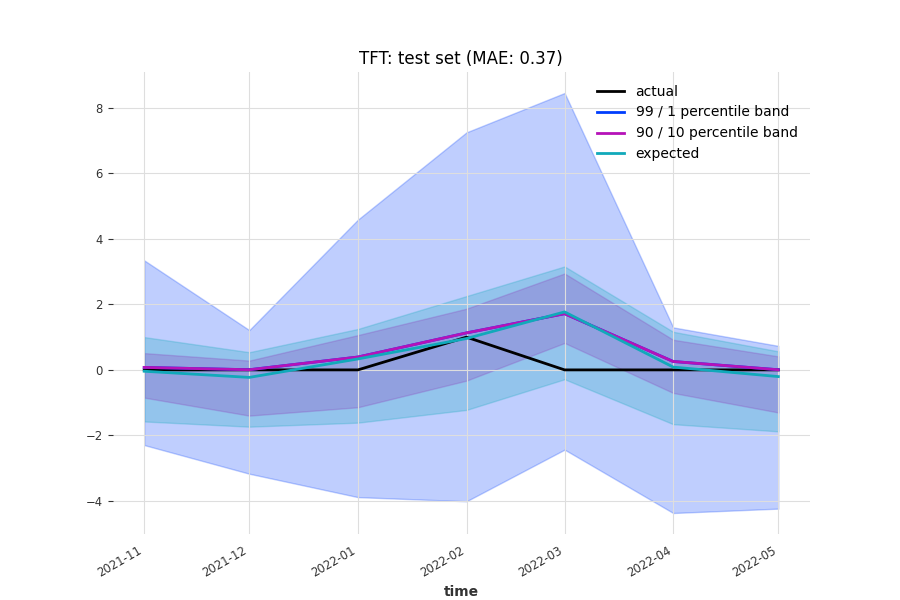 TFT: test set (MAE: 0.37)
actual
99 / 1 percentile band
90 / 10 percentile band
expected
8
6
4
2
0
−2
−4
2021-11
2021-12
2022-01
2022-02
2022-03
2022-04
2022-05
time